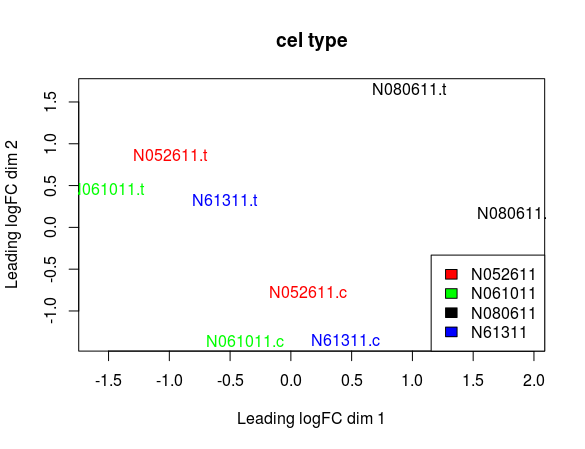 cel type
N080611.t
N052611.t
061011.t
N61311.t
N080611.
N052611.c
N061011.c
N61311.c
N052611
N061011
N080611
N61311
Leading logFC dim 2
-1.0
-0.5
0.0
0.5
1.0
1.5
-1.5 -1.0 -0.5 0.0 0.5 1.0 1.5 2.0
Leading logFC dim 1